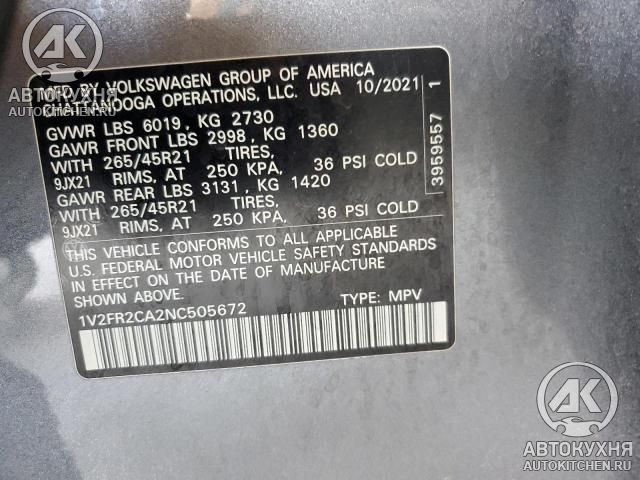 MFD BY VOLKSWAGEN GROUP OF AMERICA
CHATTANOOGA OPERATIONS, LLC. USA 10/2021
GVWR LBS 6019, KG 2730
GAWR FRONT LBS 2998, KG 1360
WITH 265/45R21 TIRES,
9JX21 RIMS, AT 250 KPA, 36 PSI COLD
GAWR REAR LBS 3131, KG 1420
WITH 265/45R21 TIRES,
9JX21 RIMS, AT 250 KPA, 36 PSI COLD
THIS VEHICLE CONFORMS TO ALL APPLICABLE
U.S. FEDERAL MOTOR VEHICLE SAFETY STANDARDS
IN EFFECT ON THE DATE OF MANUFACTURE
SHOWN ABOVE.
1V2FR2CA2NC505672 TYPE: MPV
3959557 1
АК
АВТОКУХНЯ
AUTOKITCHEN.RU
АК
АВТОКУХНЯ
AUTOKITCHEN.RU